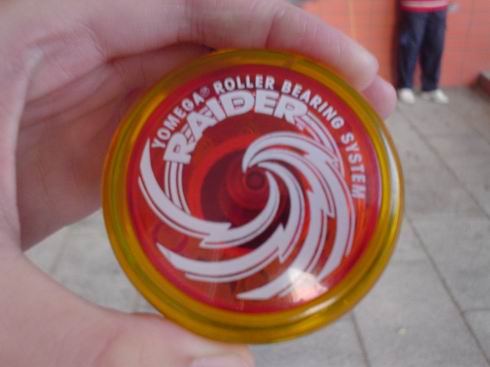 YOMEGA® ROLLER BEARING SYSTEM
RAIDER